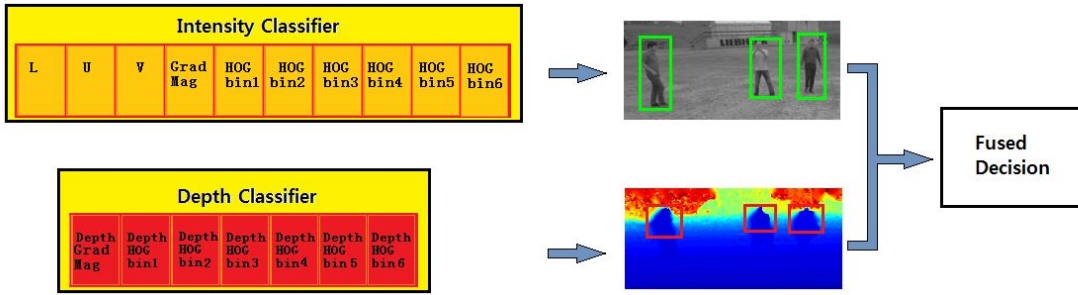 Intensity Classifier
L U V Grad Mag HOG bin1 HOG bin2 HOG bin3 HOG bin4 HOG bin5 HOG bin6
Fused
Decision
Depth Classifier
Depth Grad Mag Depth HOG bin1 Depth HOG bin2 Depth HOG bin3 Depth HOG bin4 Depth HOG bin5 Depth HOG bin6